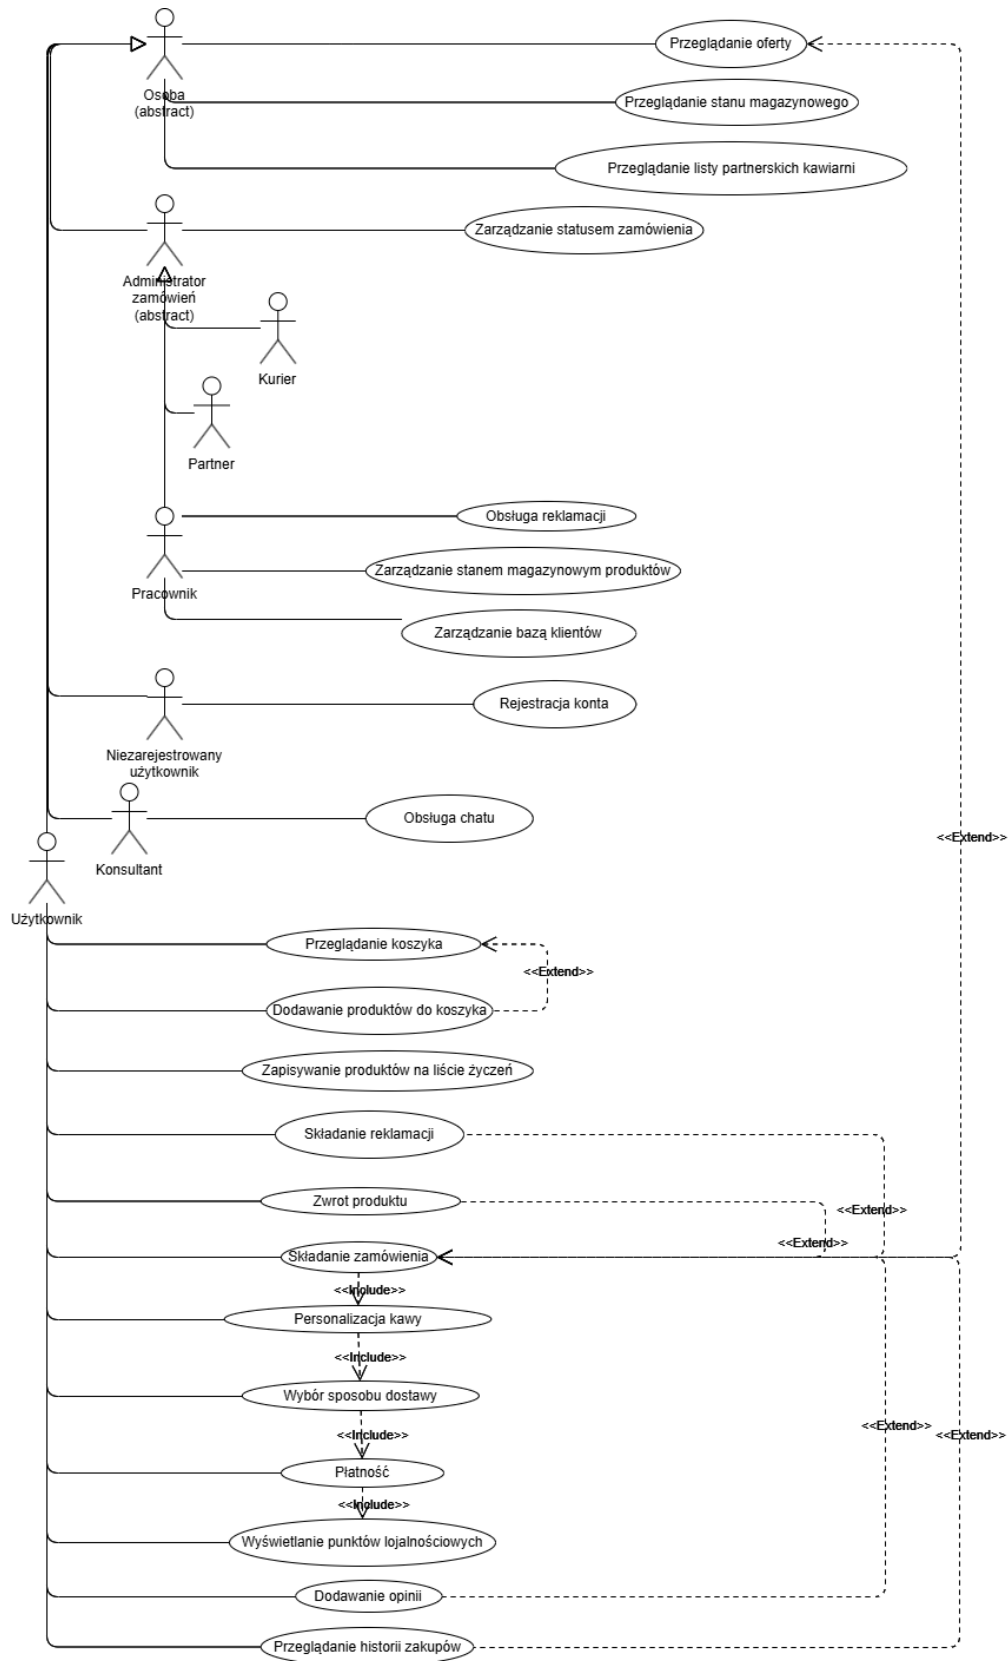 Przeglądanie oferty
Osoba
(abstract)
Przeglądanie stanu magazynowego
Przeglądanie listy partnerskich kawiarni
Zarządzanie statusem zamówienia
Administrator
zamówień
(abstract)
Kurier
Partner
Obsługa reklamacji
Zarządzanie stanem magazynowym produktów
Pracownik
Zarządzanie bazą klientów
Rejestracja konta
Niezarejestrowany
użytkownik
Obsługa chatu
<<Extend>>
Konsultant
Użytkownik
Przeglądanie koszyka
<<Extend>>
Dodawanie produktów do koszyka
Zapisywanie produktów na liście życzeń
Składanie reklamacji
Zwrot produktu
<<Extend>>
<<Extend>>
Składanie zamówienia
<<Include>>
Personalizacja kawy
<<Include>>
Wybór sposobu dostawy
<<Extend>>
<<Include>>
<<Extend>>
Płatność
<<Include>>
Wyświetlanie punktów lojalnościowych
Dodawanie opinii
Przeglądanie historii zakupów